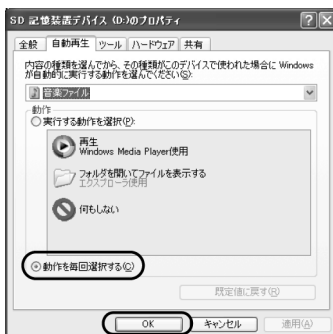 SD 記憶装置デバイス (D:)のプロパティ
全般 自動再生 ツール ハードウェア 共有
内容の種類を選んでから、その種類がこのデバイスで使われた場合に Windows
が自動的に実行する動作を選んでください(S):
音楽ファイル
動作
実行する動作を選択(P):
再生
Windows Media Player使用
フォルダを開いてファイルを表示する
エクスプローラ使用
何もしない
動作を毎回選択する(C)
既定値に戻す(R)
OK キャンセル 適用(A)